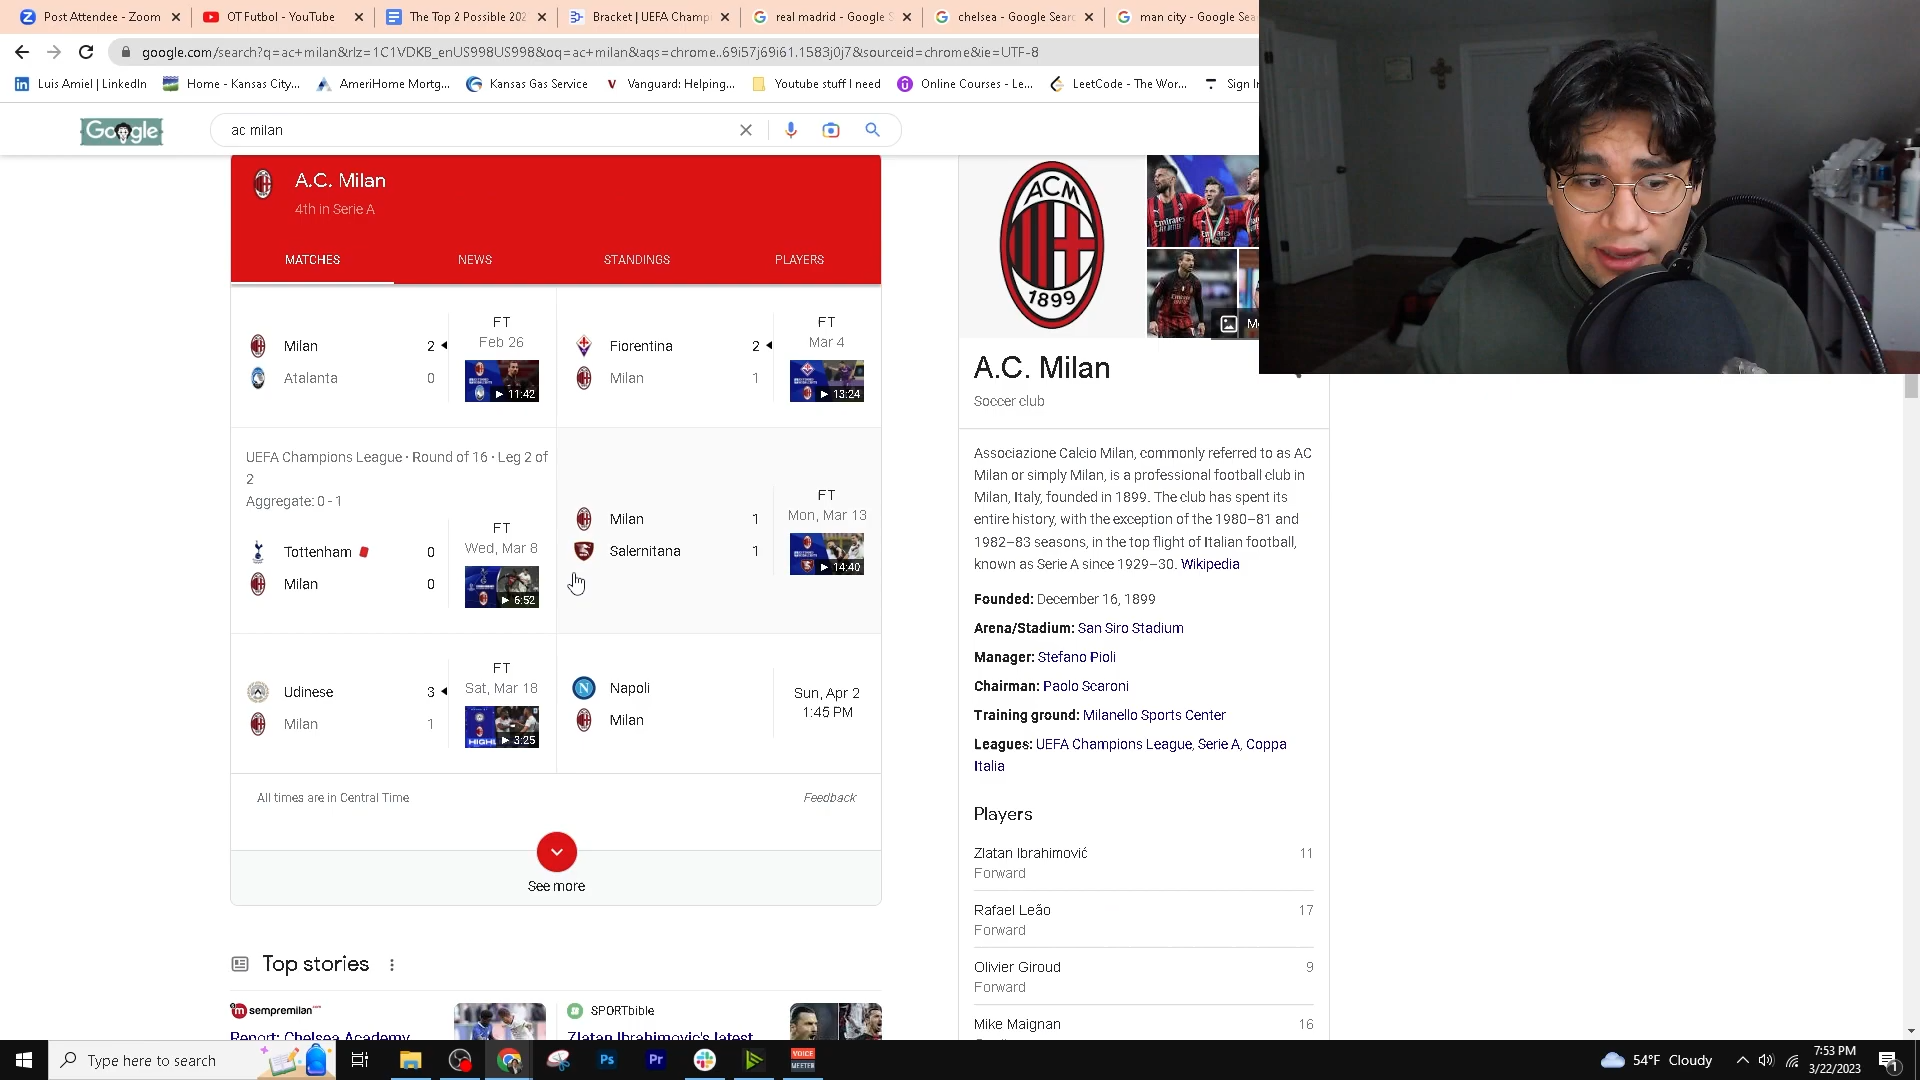 Post Attendee - Zoom
OT Futbol - YouTube
The Top 2 Possible 202
Bracket | UEFA Champ
real madrid - Google S
chelsea - Google Searc
man city - Google Sea
google.com/search?q=ac+milan&rlz=1C1VDKB_enUS998US998&oq=ac+milan&aqs=chrome..69i57j69i61.1583j0j7&sourceid=chrome&ie=UTF-8
Luis Amiel | LinkedIn
Home - Kansas City...
AmeriHome Mortg...
Kansas Gas Service
Vanguard: Helping...
Youtube stuff I need
Online Courses - Le...
LeetCode - The Wor...
Sign I
Google
ac milan
A.C. Milan
4th in Serie A
MATCHES
NEWS
STANDINGS
PLAYERS
Milan 2
Atalanta 0
FT
Feb 26
11:42
Fiorentina 2
Milan 1
FT
Mar 4
13:24
UEFA Champions League · Round of 16 · Leg 2 of
2
Aggregate: 0 - 1
Tottenham 0
Milan 0
FT
Wed, Mar 8
6:52
Milan 1
Salernitana 1
FT
Mon, Mar 13
14:40
Udinese 3
Milan 1
FT
Sat, Mar 18
HIGHL
3:25
Napoli
Milan
Sun, Apr 2
1:45 PM
All times are in Central Time
Feedback
See more
Top stories
sempremilan
Report: Chelsea Academy
SPORTbible
Zlatan Ibrahimovic's latest
ACM
1899
A.C. Milan
Soccer club
Associazione Calcio Milan, commonly referred to as AC
Milan or simply Milan, is a professional football club in
Milan, Italy, founded in 1899. The club has spent its
entire history, with the exception of the 1980–81 and
1982–83 seasons, in the top flight of Italian football,
known as Serie A since 1929–30. Wikipedia
Founded: December 16, 1899
Arena/Stadium: San Siro Stadium
Manager: Stefano Pioli
Chairman: Paolo Scaroni
Training ground: Milanello Sports Center
Leagues: UEFA Champions League, Serie A, Coppa
Italia
Players
Zlatan Ibrahimović 11
Forward
Rafael Leão 17
Forward
Olivier Giroud 9
Forward
Mike Maignan 16
Type here to search
Ps
Pr
VOICE
MEETER
54°F Cloudy
7:53 PM
3/22/2023
1